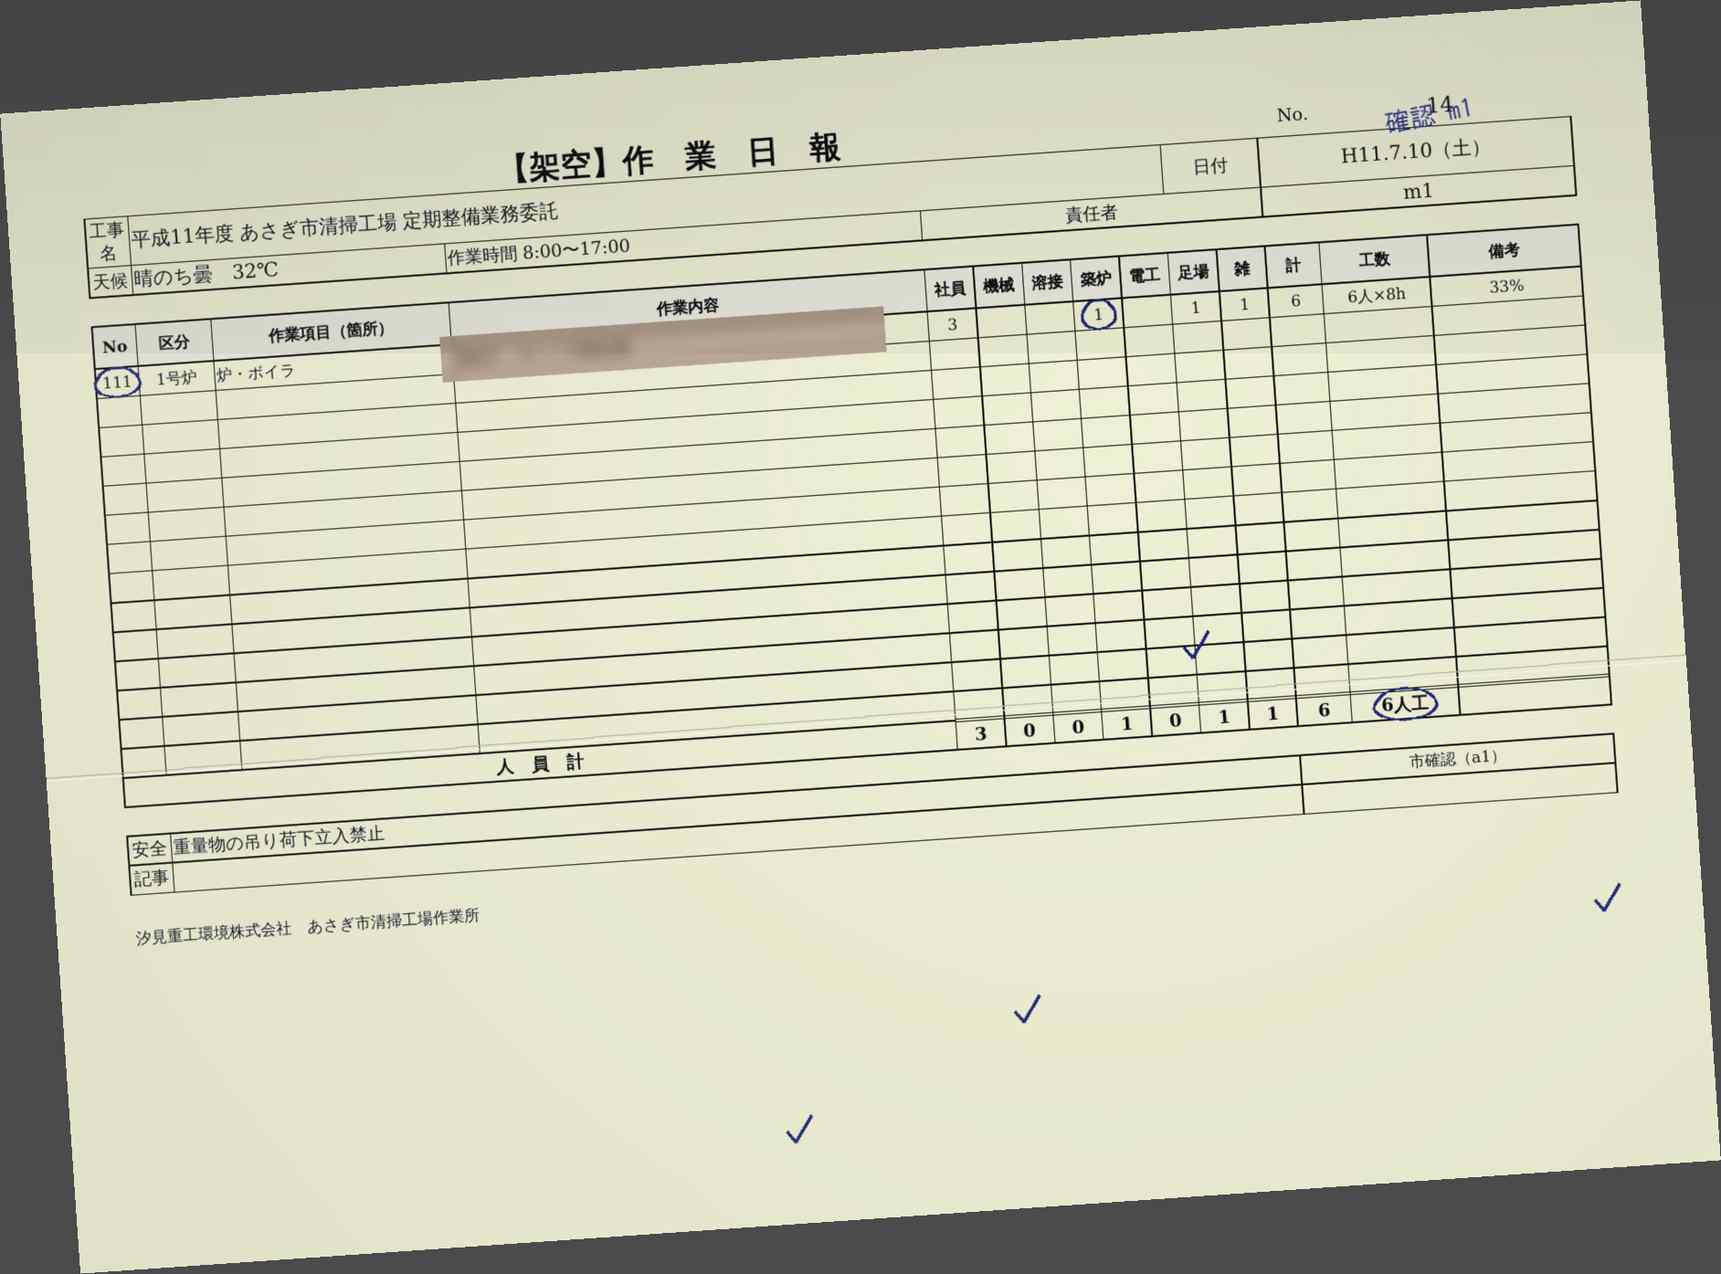 No. 14
確認 m1
【架空】作 業 日 報
工事名 平成11年度 あさぎ市清掃工場 定期整備業務委託 日付 H11.7.10（土）
天候 晴のち曇 32℃ 作業時間 8:00〜17:00 責任者 m1
No 区分 作業項目（箇所） 作業内容 社員 機械 溶接 築炉 電工 足場 雑 計 工数 備考
111 1号炉 炉・ボイラ 3 1 1 1 6 6人×8h 33%
人 員 計 3 0 0 1 0 1 1 6 6人工
安全 重量物の吊り荷下立入禁止 市確認（a1）
記事
汐見重工環境株式会社 あさぎ市清掃工場作業所